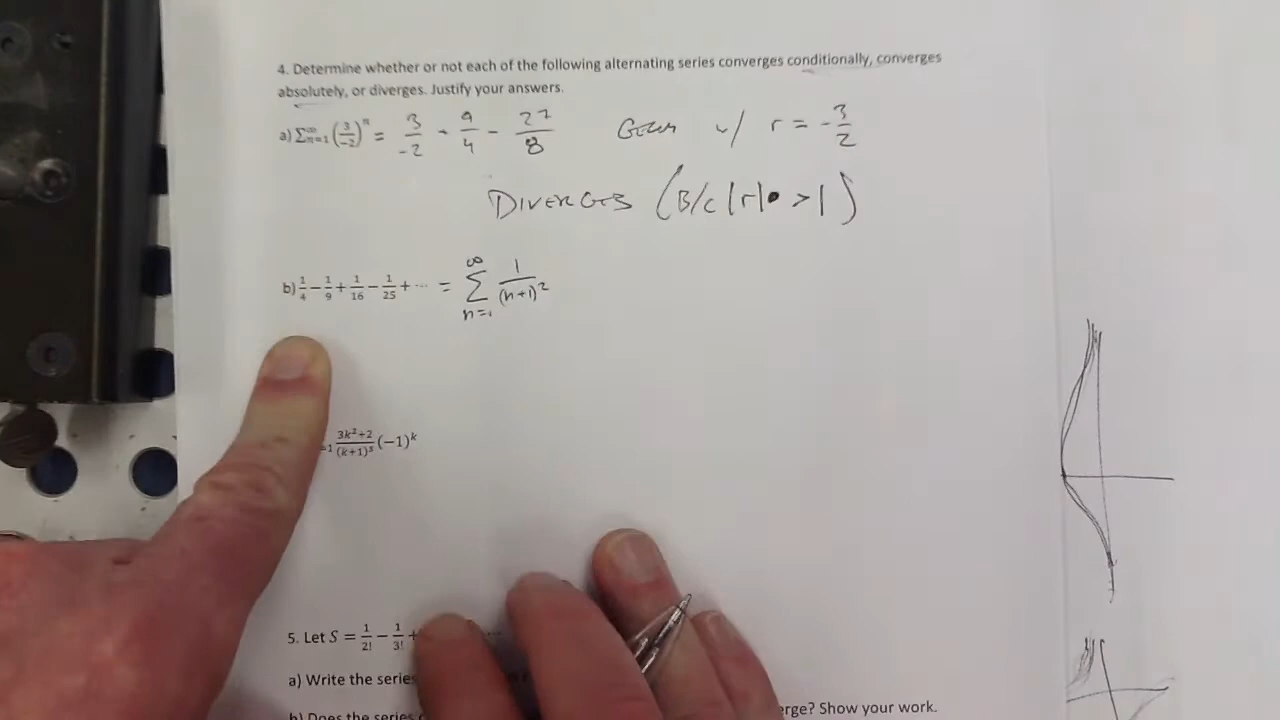 4. Determine whether or not each of the following alternating series converges conditionally, converges
absolutely, or diverges. Justify your answers.
a) ∑_{n=1}^{∞} (3/-2)^n = 3/-2 + 9/4 - 27/8 Geom w/ r = -3/2
DIVERGES (B/C |r| > 1)
b) 1/4 - 1/9 + 1/16 - 1/25 + ⋯ = ∑_{n=1}^{∞} 1/(n+1)^2
=1 3k²+2/(k+1)⁵ (-1)^k
5. Let S = 1/2! - 1/3! +
a) Write the series
b) Does the series erge? Show your work.